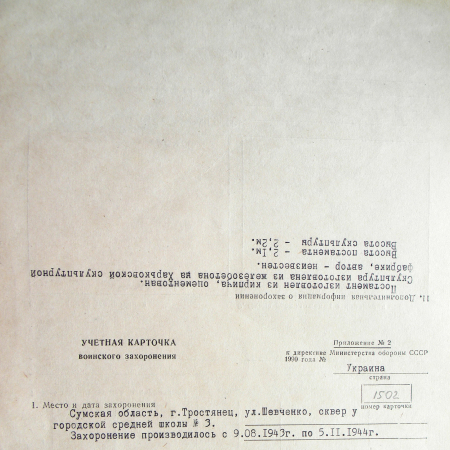 11. Дополнительная информация о захоронении
Постамент изготовлен из кирпича, оцементован.
Скульптура изготовлена из железобетона на Харьковской скульптурной
фабрике, автор - неизвестен.
Высота постамента - 2,1м.
Высота скульптуры - 2,2м.
УЧЕТНАЯ КАРТОЧКА
воинского захоронения
Приложение № 2
к директиве Министерства обороны СССР
1990 года №
Украина
страна
1502
номер карточки
1. Место и дата захоронения
Сумская область, г.Тростянец, ул.Шевченко, сквер у
городской средней школы № 3.
Захоронение производилось с 9.08.1943г. по 5.II.1944г.